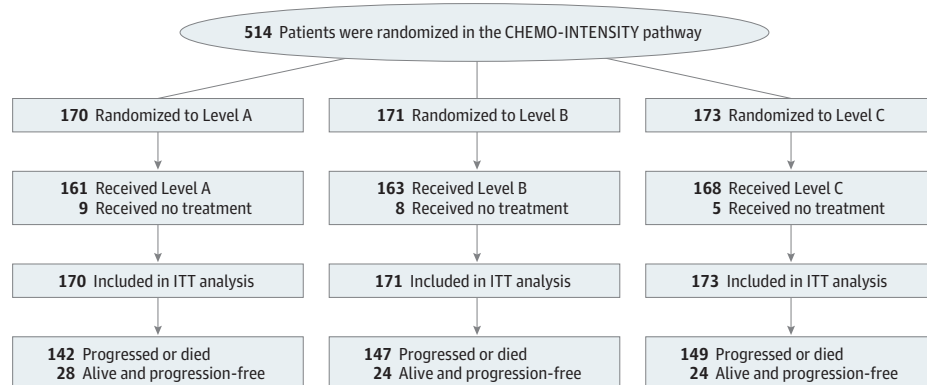 514 Patients were randomized in the CHEMO-INTENSITY pathway
170 Randomized to Level A
171 Randomized to Level B
173 Randomized to Level C
161 Received Level A
9 Received no treatment
163 Received Level B
8 Received no treatment
168 Received Level C
5 Received no treatment
170 Included in ITT analysis
171 Included in ITT analysis
173 Included in ITT analysis
142 Progressed or died
28 Alive and progression-free
147 Progressed or died
24 Alive and progression-free
149 Progressed or died
24 Alive and progression-free